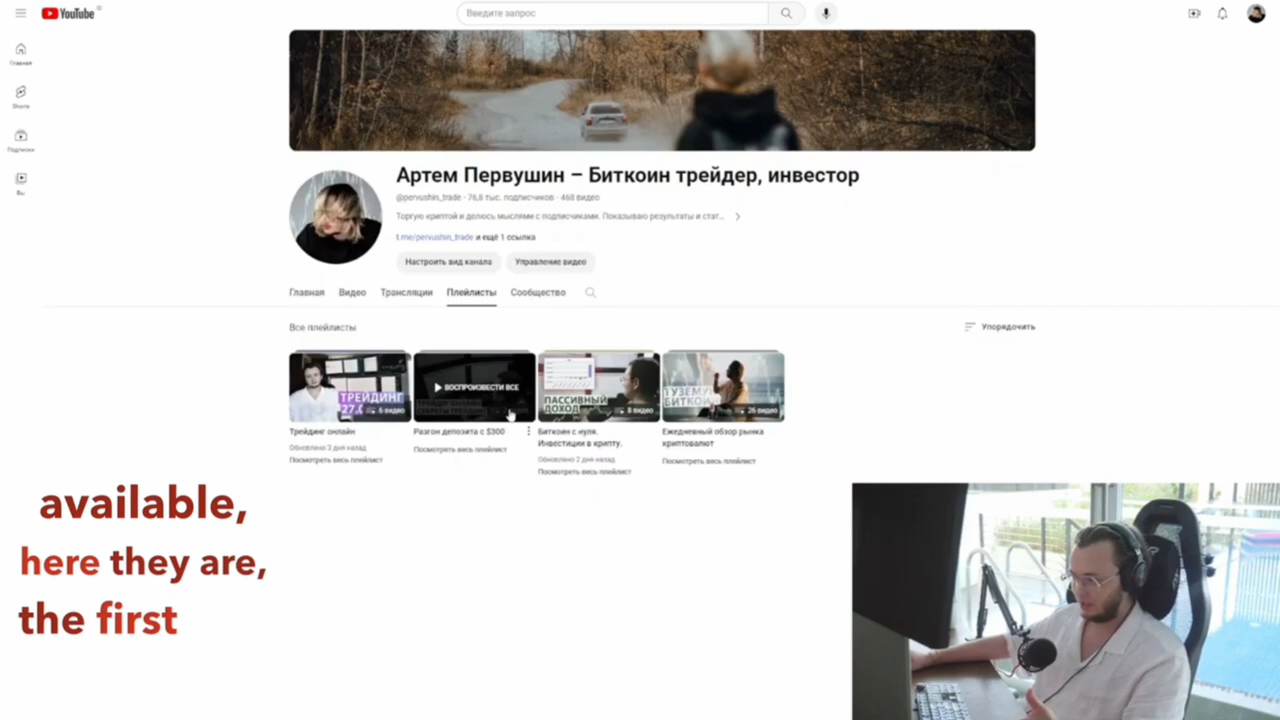 YouTube
Введите запрос
Главная
Shorts
Подписки
Вы
Артем Первушин – Биткоин трейдер, инвестор
@pervushin_trade · 76,8 тыс. подписчиков · 468 видео
Торгую криптой и делюсь мыслями с подписчиками. Показываю результаты и стат...
t.me/pervushin_trade и ещё 1 ссылка
Настроить вид канала
Управление видео
Главная Видео Трансляции Плейлисты Сообщество
Все плейлисты
Упорядочить
ТРЕЙДИНГ
27.0
6 видео
ВОСПРОИЗВЕСТИ ВСЕ
ПАССИВНЫЙ
ДОХОД
8 видео
ТУЗЕМУ
БИТКОИ
26 видео
Трейдинг онлайн
Обновлено 3 дня назад
Посмотреть весь плейлист
Разгон депозита с $300
Посмотреть весь плейлист
Биткоин с нуля.
Инвестиции в крипту.
Обновлено 2 дня назад
Посмотреть весь плейлист
Ежедневный обзор рынка
криптовалют
Посмотреть весь плейлист
available,
here they are,
the first